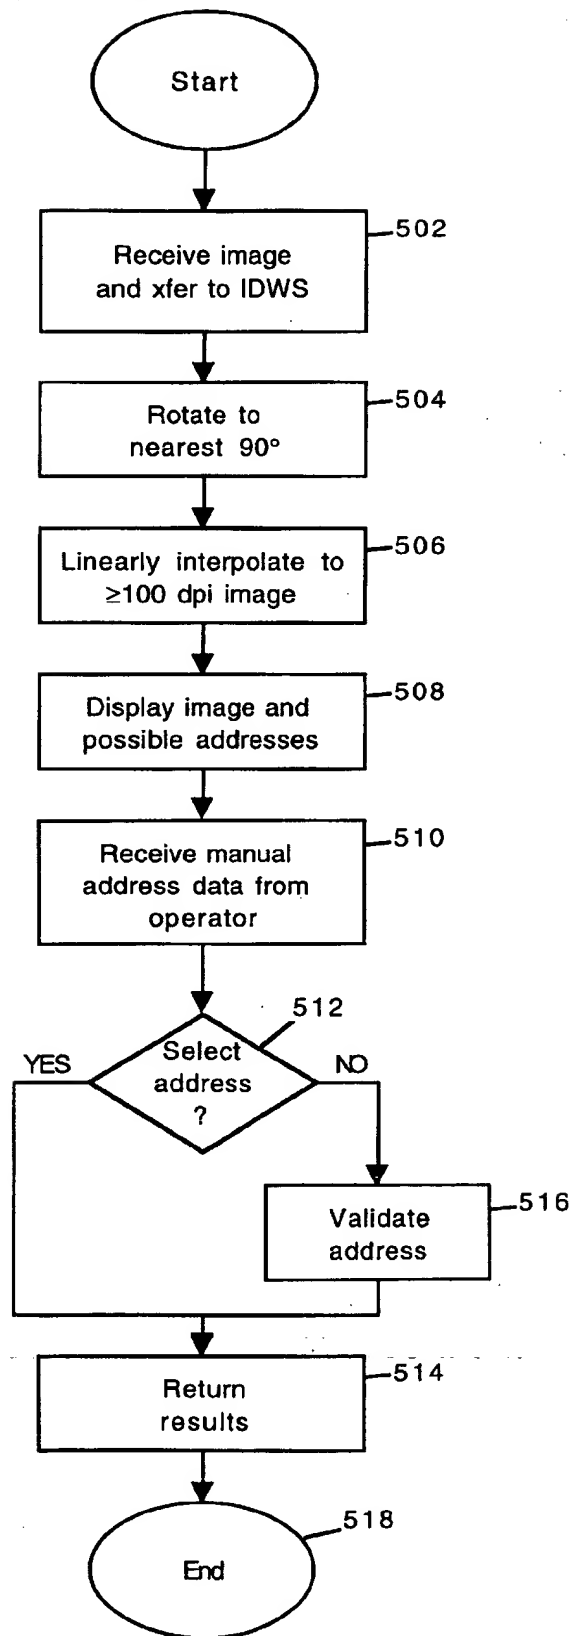 Start
502
Receive image
and xfer to IDWS
504
Rotate to
nearest 90°
506
Linearly interpolate to
≥100 dpi image
508
Display image and
possible addresses
510
Receive manual
address data from
operator
512
YES
Select
address
?
NO
516
Validate
address
514
Return
results
518
End